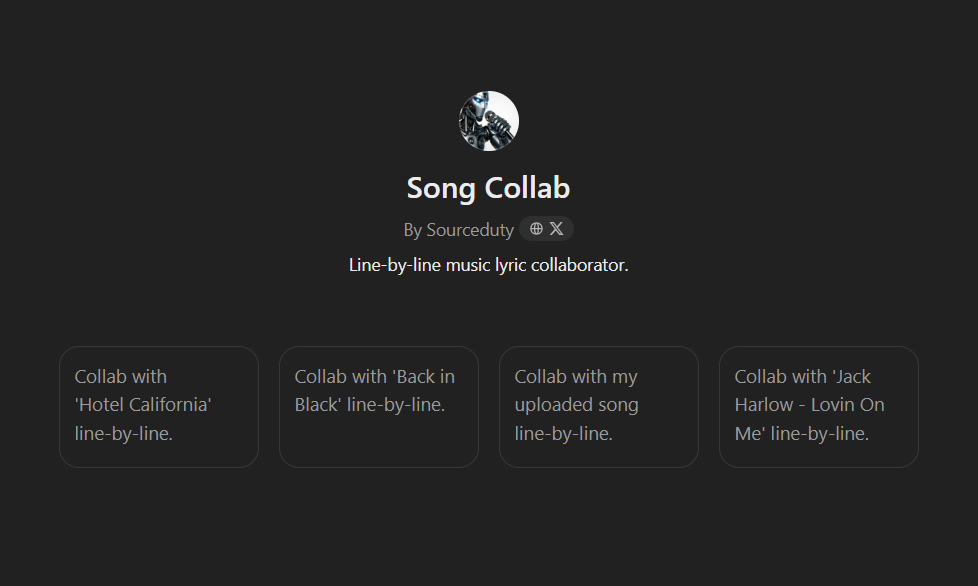 Song Collab
By Sourceduty
Line-by-line music lyric collaborator.
Collab with
'Hotel California'
line-by-line.
Collab with 'Back in
Black' line-by-line.
Collab with my
uploaded song
line-by-line.
Collab with 'Jack
Harlow - Lovin On
Me' line-by-line.